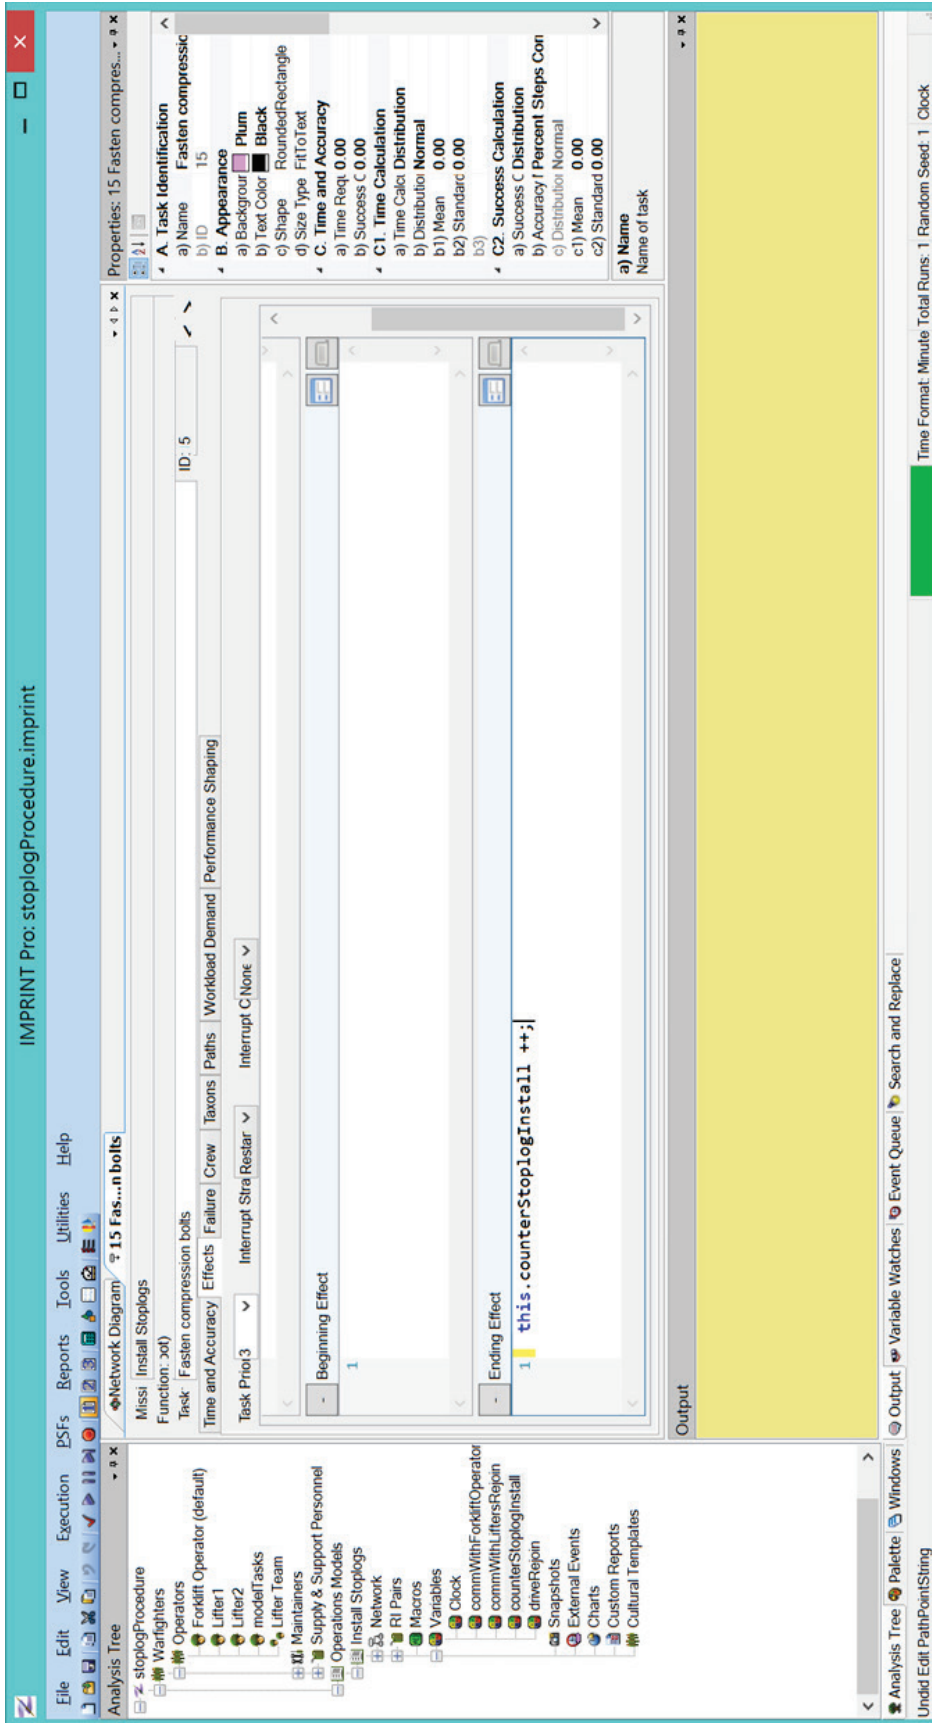 IMPRINT Pro: stoplogProcedure.imprint
File Edit View Execution PSFs Reports Tools Utilities Help
Analysis Tree
stoplogProcedure
Warfighters
Operators
Forklift Operator (default)
Lifter1
Lifter2
modelTasks
Lifter Team
Maintainers
Supply & Support Personnel
Operations Models
Install Stoplogs
Network
RI Pairs
Macros
Variables
Clock
commWithForkliftOperator
commWithLiftersRejoin
counterStoplogInstall
driveRejoin
Snapshots
External Events
Charts
Custom Reports
Cultural Templates
Analysis Tree Palette Windows
Network Diagram 15 Fas...n bolts
Missi Install Stoplogs
Function: oot)
Task: Fasten compression bolts ID: 5
Time and Accuracy Effects Failure Crew Taxons Paths Workload Demand Performance Shaping
Task Priori 3 Interrupt Stra Restar Interrupt C None
- Beginning Effect
1
- Ending Effect
1 this.counterStoplogInstall ++;
Output
Output Variable Watches Event Queue Search and Replace
Properties: 15 Fasten compres...
A. Task Identification
a) Name Fasten compressic
b) ID 15
B. Appearance
a) Backgrour Plum
b) Text Color Black
c) Shape RoundedRectangle
d) Size Type FitToText
C. Time and Accuracy
a) Time Requ 0.00
b) Success C 0.00
C1. Time Calculation
a) Time Calcu Distribution
b) Distributio Normal
b1) Mean 0.00
b2) Standard 0.00
b3)
C2. Success Calculation
a) Success C Distribution
b) Accuracy Percent Steps Corr
c) Distributior Normal
c1) Mean 0.00
c2) Standard 0.00
a) Name
Name of task
Undid Edit PathPointString Time Format: Minute Total Runs: 1 Random Seed: 1 Clock